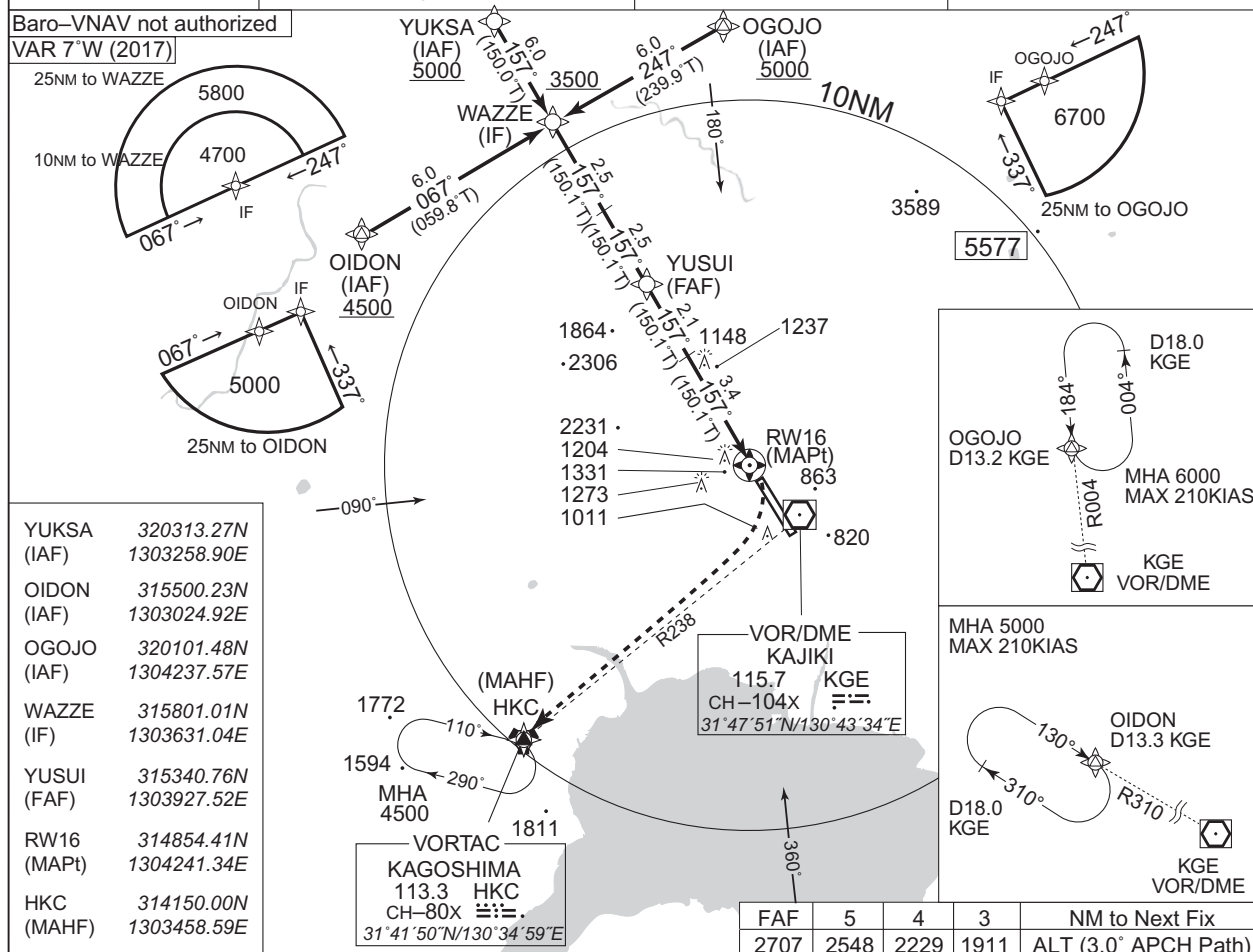 Baro–VNAV not authorized
VAR 7˚W (2017)
25NM to WAZZE
5800
10NM to WAZZE
4700
←247˚
067˚→
IF
YUKSA
(IAF)
5000
6.0
157˚
(150.0˚T)
3500
OGOJO
(IAF)
5000
6.0
247˚
(239.9˚T)
WAZZE
(IF)
10NM
180˚
←247˚
OGOJO
IF
6700
←337˚
25NM to OGOJO
6.0
067˚
(059.8˚T)
OIDON
(IAF)
4500
2.5
157˚
(150.1˚T)
2.5
157˚
(150.1˚T)
3589
5577
YUSUI
(FAF)
OIDON
IF
067˚→
5000
←337˚
25NM to OIDON
1864
2306
2.1
157˚
(150.1˚T)
1148
1237
3.4
157˚
(150.1˚T)
2231
1204
1331
1273
1011
RW16
(MAPt)
863
820
090˚
D18.0
KGE
184˚
004˚
OGOJO
D13.2 KGE
MHA 6000
MAX 210KIAS
R004
KGE
VOR/DME
YUKSA 320313.27N
(IAF) 1303258.90E
OIDON 315500.23N
(IAF) 1303024.92E
OGOJO 320101.48N
(IAF) 1304237.57E
WAZZE 315801.01N
(IF) 1303631.04E
YUSUI 315340.76N
(FAF) 1303927.52E
RW16 314854.41N
(MAPt) 1304241.34E
HKC 314150.00N
(MAHF) 1303458.59E
R238
VOR/DME
KAJIKI
115.7 KGE
CH–104X
31˚47´51˝N/130˚43´34˝E
(MAHF)
HKC
1772
110˚
1594
290˚
MHA
4500
1811
VORTAC
KAGOSHIMA
113.3 HKC
CH–80X
31˚41´50˝N/130˚34´59˝E
360˚
MHA 5000
MAX 210KIAS
OIDON
D13.3 KGE
130˚
310˚
D18.0
KGE
R310
KGE
VOR/DME
FAF 5 4 3 NM to Next Fix
2707 2548 2229 1911 ALT (3.0˚ APCH Path)